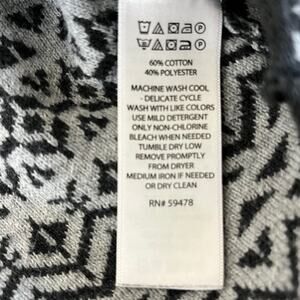 60% COTTON
40% POLYESTER
MACHINE WASH COOL
- DELICATE CYCLE
WASH WITH LIKE COLORS
USE MILD DETERGENT
ONLY NON-CHLORINE
BLEACH WHEN NEEDED
TUMBLE DRY LOW
REMOVE PROMPTLY
FROM DRYER
MEDIUM IRON IF NEEDED
OR DRY CLEAN
RN# 59478